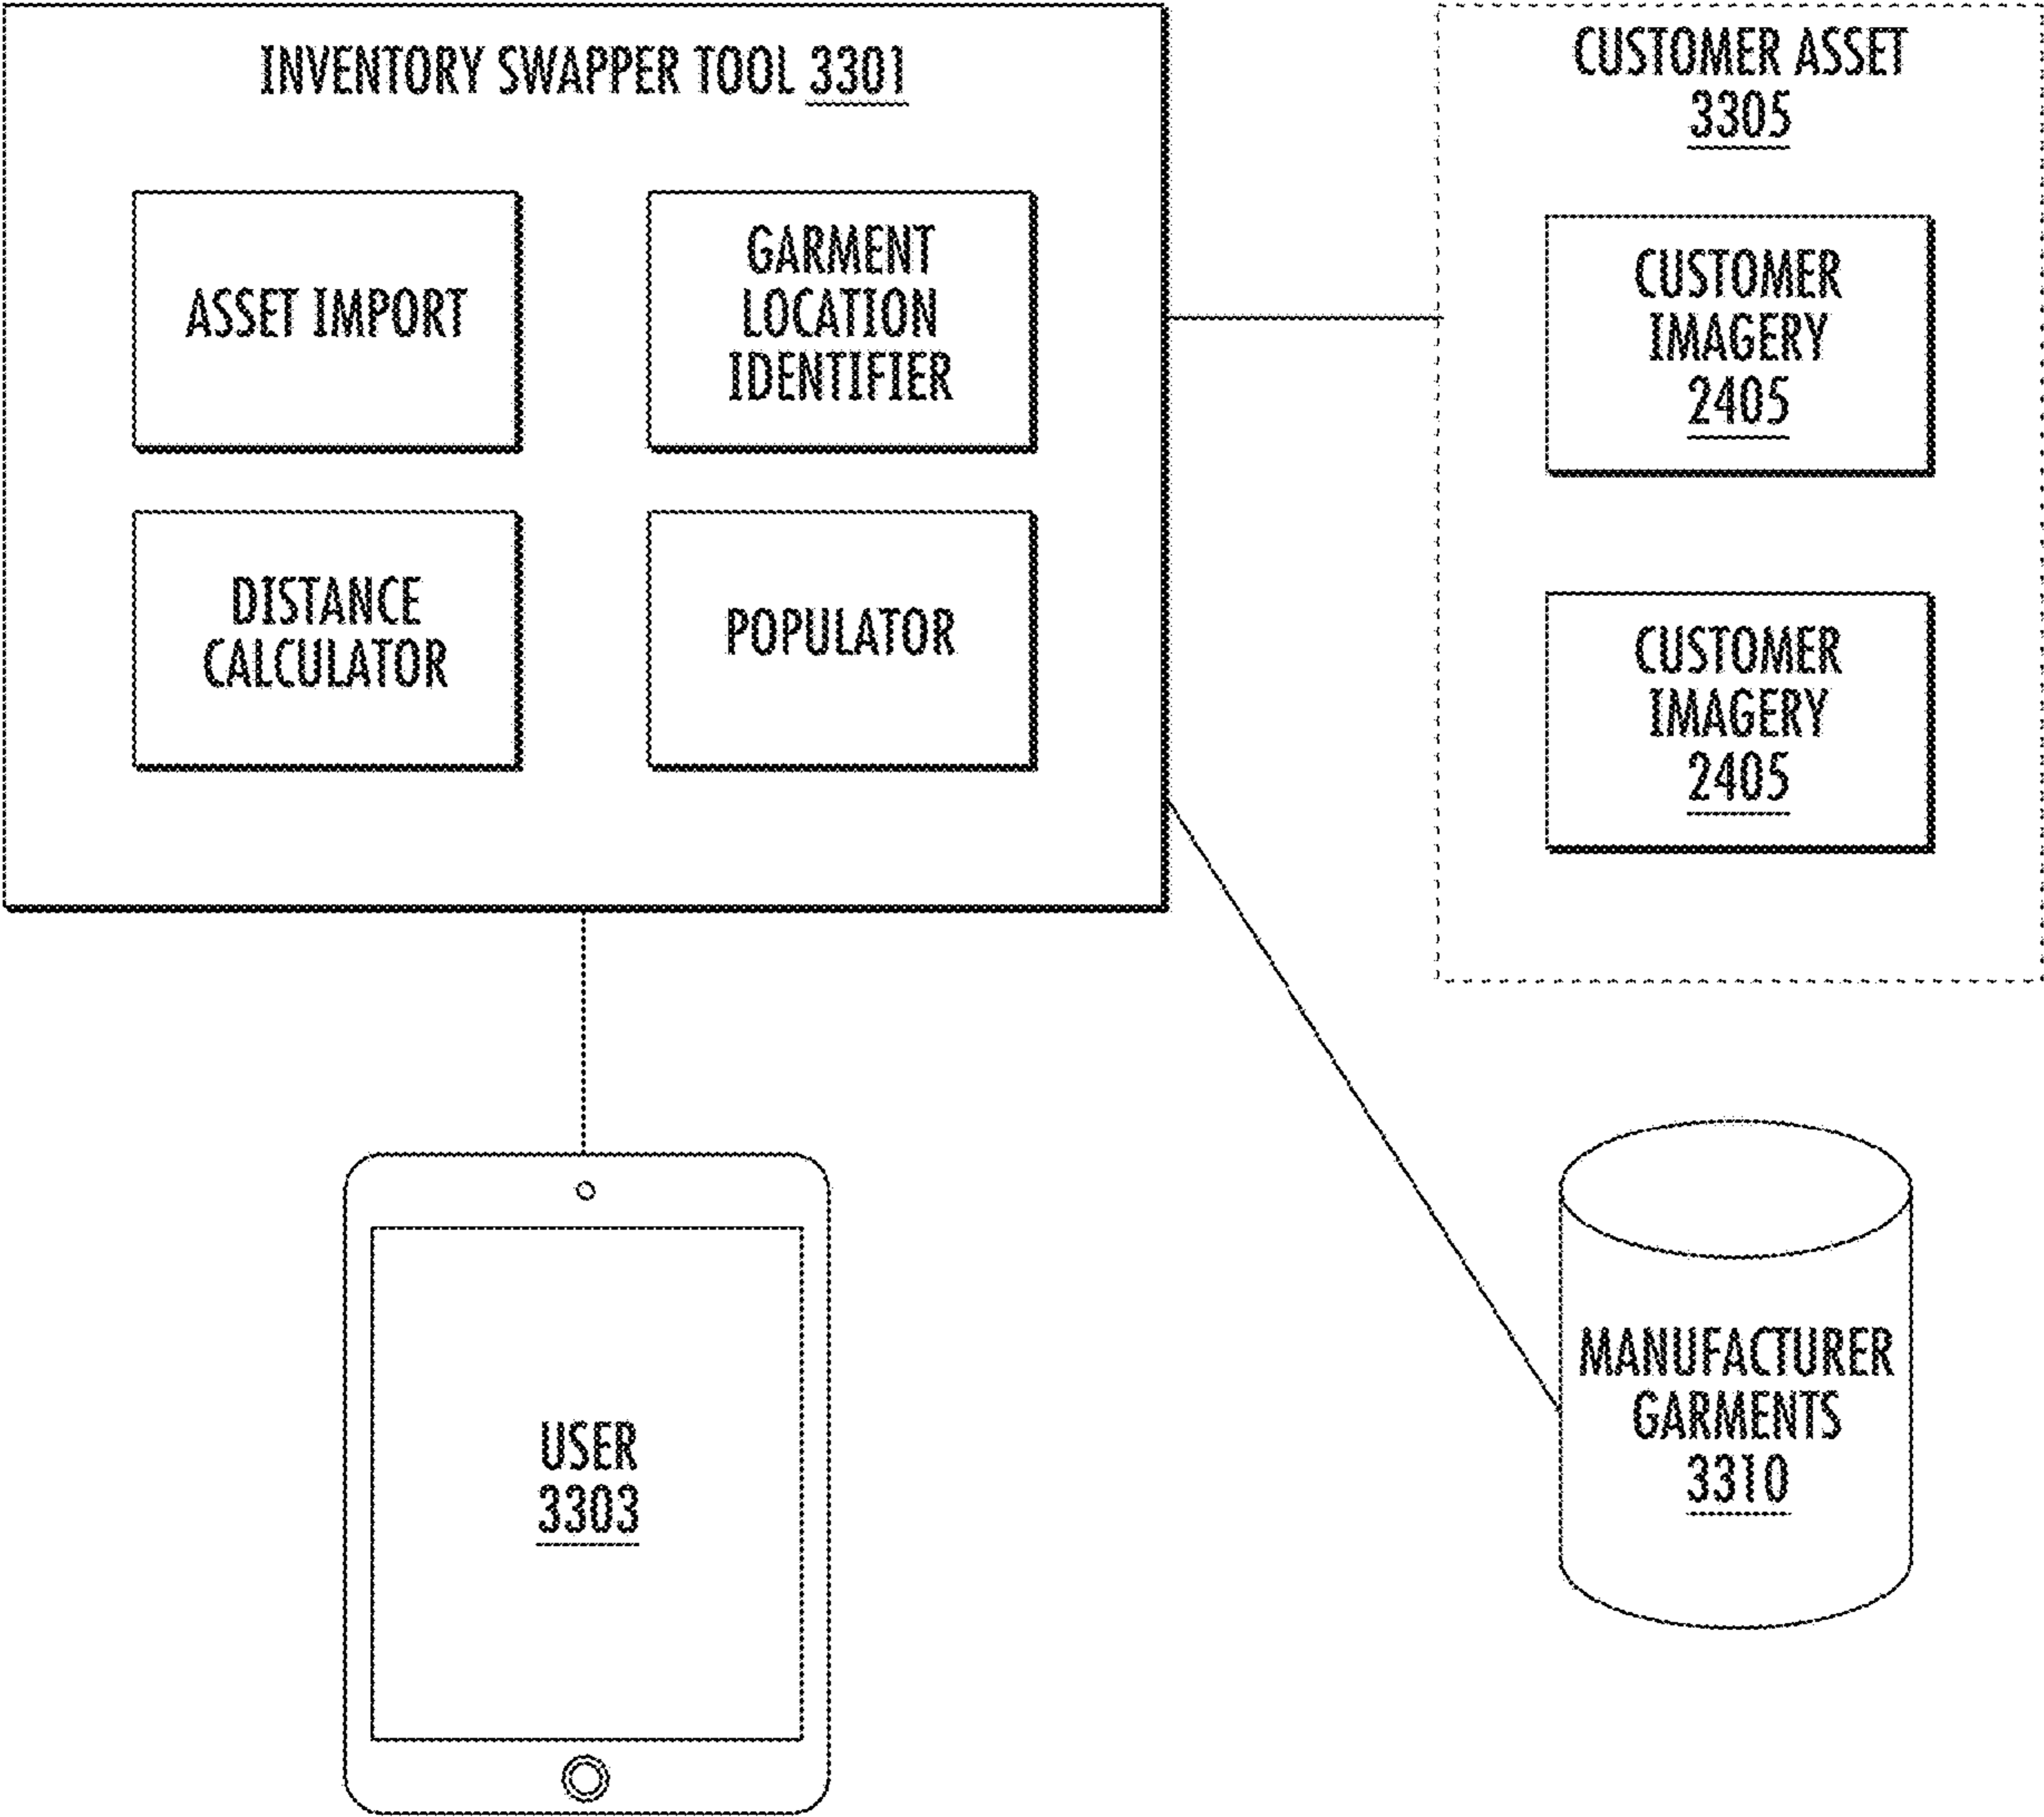 INVENTORY SWAPPER TOOL 3301
ASSET IMPORT
GARMENT
LOCATION
IDENTIFIER
DISTANCE
CALCULATOR
POPULATOR
CUSTOMER ASSET
3305
CUSTOMER
IMAGERY
2405
CUSTOMER
IMAGERY
2405
USER
3303
MANUFACTURER
GARMENTS
3310